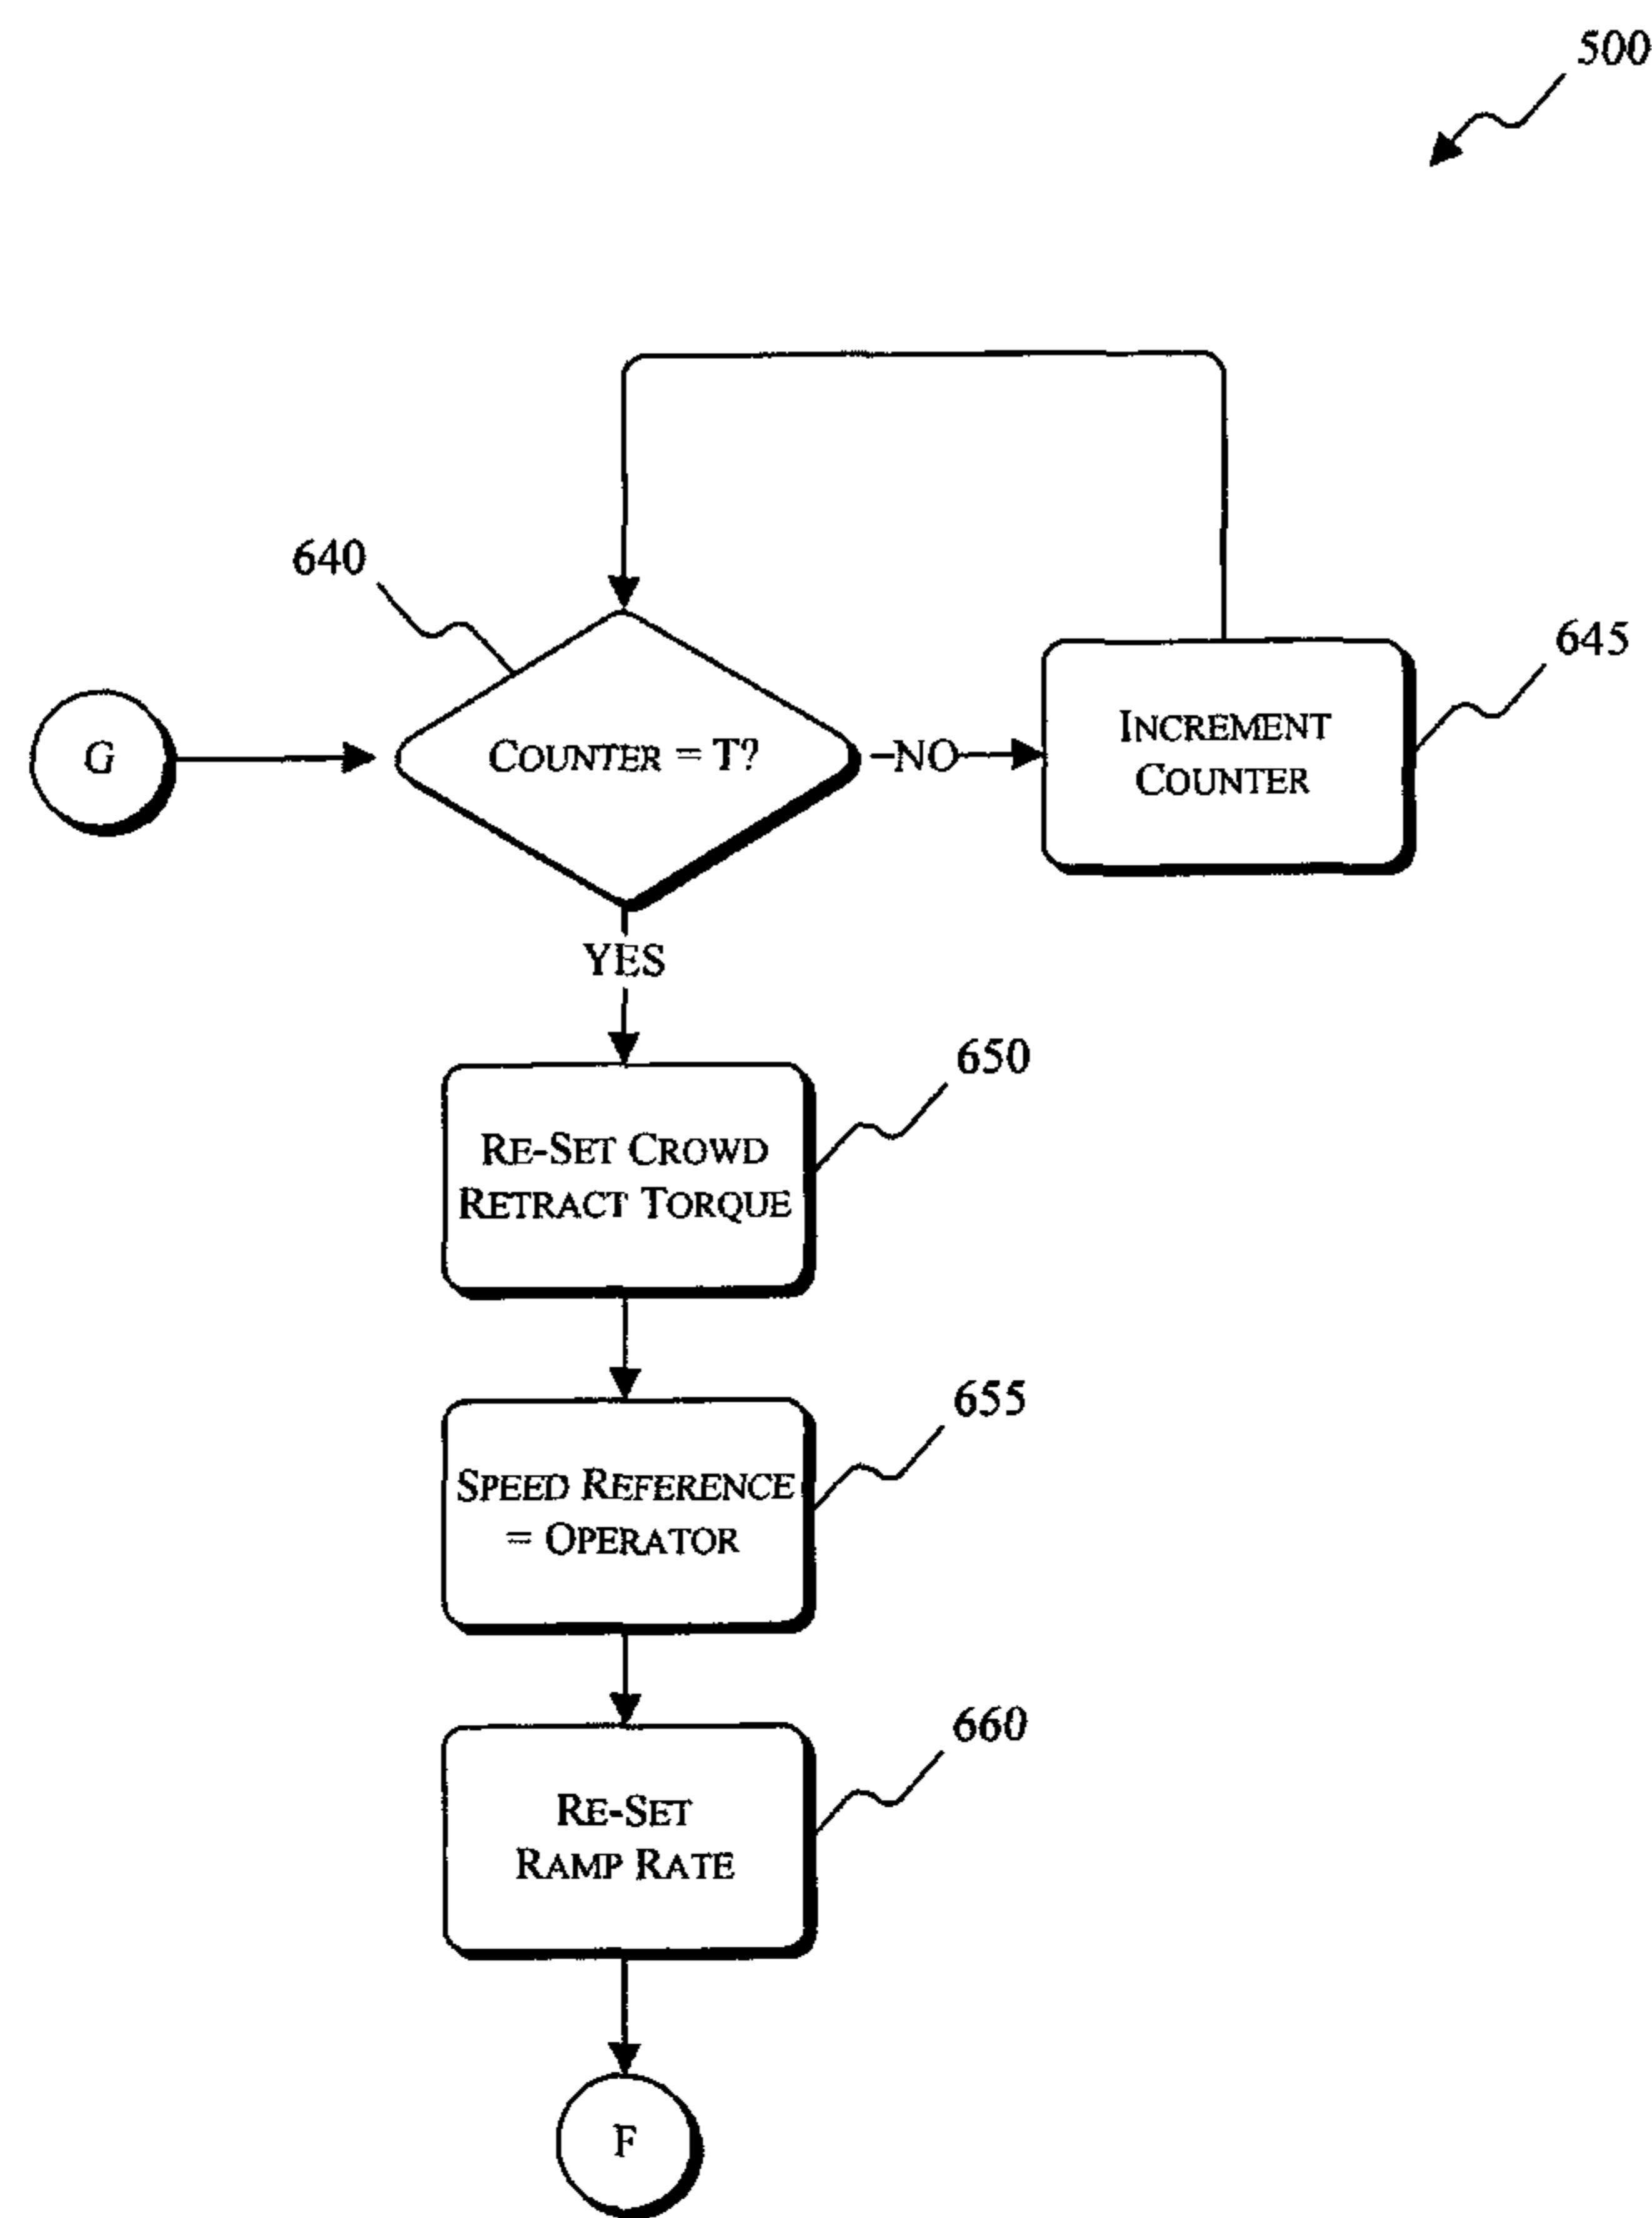 500
640
645
G
COUNTER = T?
–NO
INCREMENT
COUNTER
YES
650
RE-SET CROWD
RETRACT TORQUE
655
SPEED REFERENCE
= OPERATOR
660
RE-SET
RAMP RATE
F